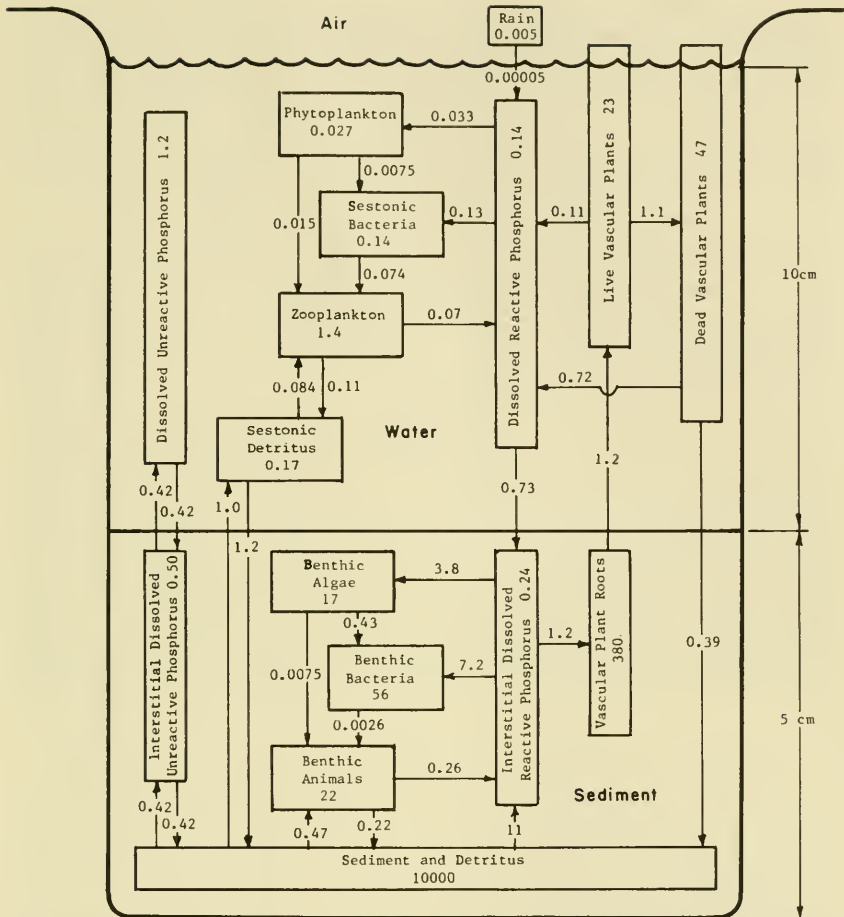 Air
Rain
0.005
0.00005
Phytoplankton
0.027
0.033
0.0075
0.015
Sestonic
Bacteria
0.14
0.13
0.074
Zooplankton
1.4
0.07
0.084
0.11
Sestonic
Detritus
0.17
Water
Dissolved Unreactive Phosphorus 1.2
Dissolved Reactive Phosphorus 0.14
Live Vascular Plants 23
Dead Vascular Plants 47
0.11
1.1
0.72
10cm
0.42
0.42
1.0
1.2
0.73
1.2
Interstitial Dissolved
Unreactive Phosphorus 0.50
Benthic
Algae
17
3.8
0.43
0.0075
Benthic
Bacteria
56
7.2
0.0026
Benthic
Animals
22
0.26
Interstitial Dissolved
Reactive Phosphorus 0.24
1.2
Vascular Plant Roots
380.
0.39
5 cm
Sediment
0.42
0.42
0.47
0.22
11
Sediment and Detritus
10000